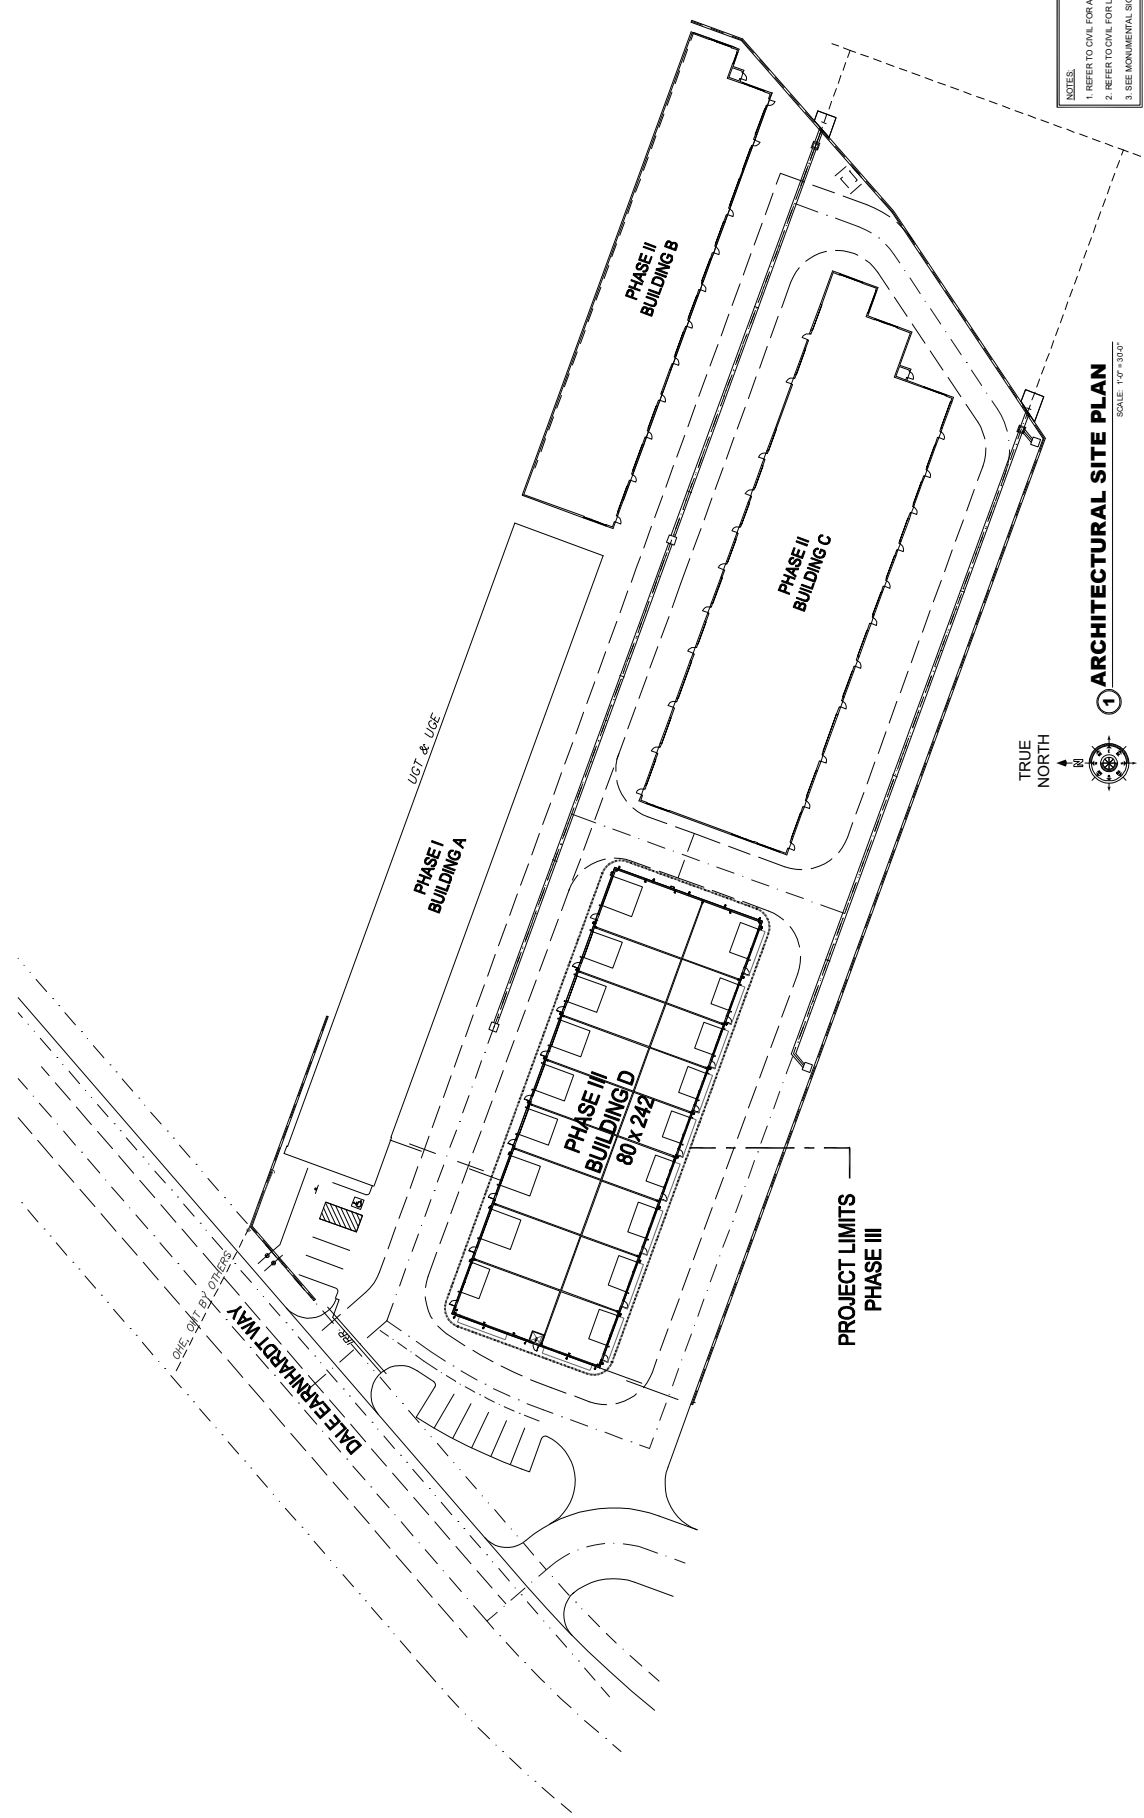 NOTES:
1. REFER TO CIVIL FOR A
2. REFER TO CIVIL FOR L
3. SEE MONUMENTAL SIG
PHASE II
BUILDING B
PHASE II
BUILDING C
UGT & UGE
PHASE I
BUILDING A
PHASE III
BUILDING D
80 x 242
PROJECT LIMITS
PHASE III
OHE, OHT BY OTHERS
DALE EARNHARDT WAY
TRUE
NORTH
N
1 ARCHITECTURAL SITE PLAN
SCALE: 1'-0" = 30'-0"